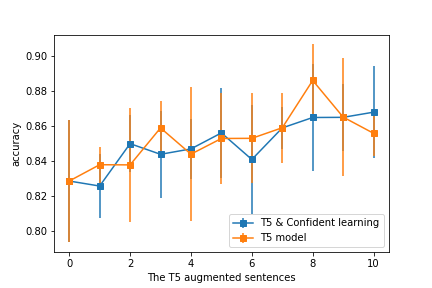 0.90
0.88
0.86
0.84
0.82
0.80
accuracy
0 2 4 6 8 10
The T5 augmented sentences
T5 & Confident learning
T5 model